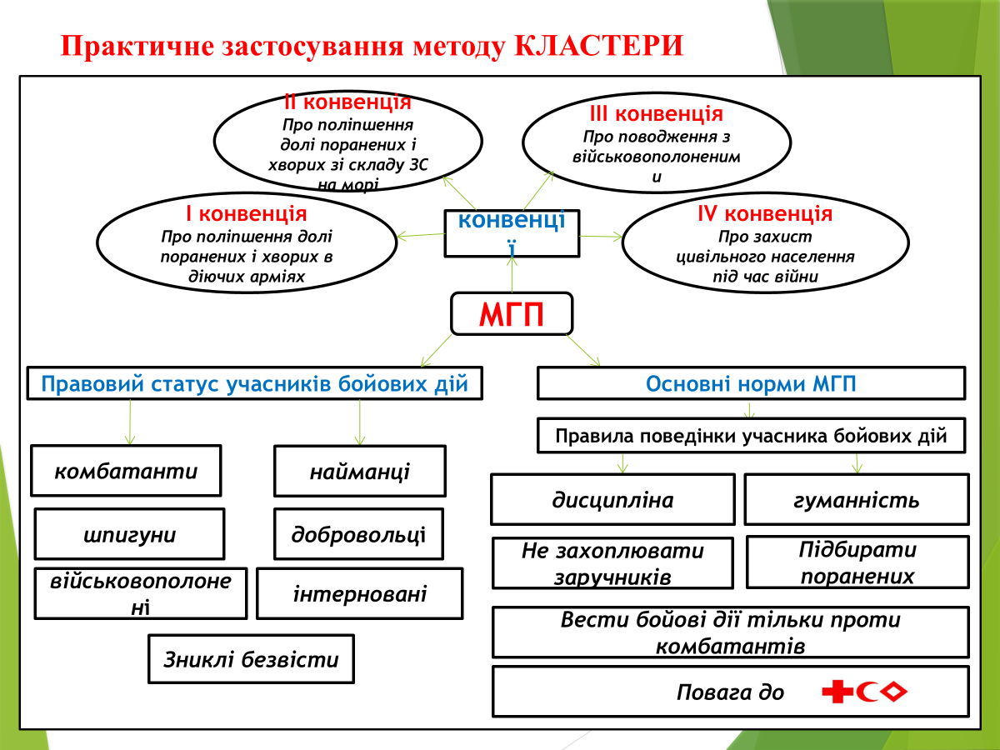 Практичне застосування методу КЛАСТЕРИ
II конвенція
Про поліпшення
долі поранених і
хворих зі складу ЗС
на морі
III конвенція
Про поводження з
військовополоненим
и
I конвенція
Про поліпшення долі
поранених і хворих в
діючих арміях
конвенці
ї
IV конвенція
Про захист
цивільного населення
під час війни
МГП
Правовий статус учасників бойових дій
Основні норми МГП
Правила поведінки учасника бойових дій
комбатанти
найманці
дисципліна
гуманність
шпигуни
добровольці
Не захоплювати
заручників
Підбирати
поранених
військовополоне
ні
інтерновані
Вести бойові дії тільки проти
комбатантів
Зниклі безвісти
Повага до